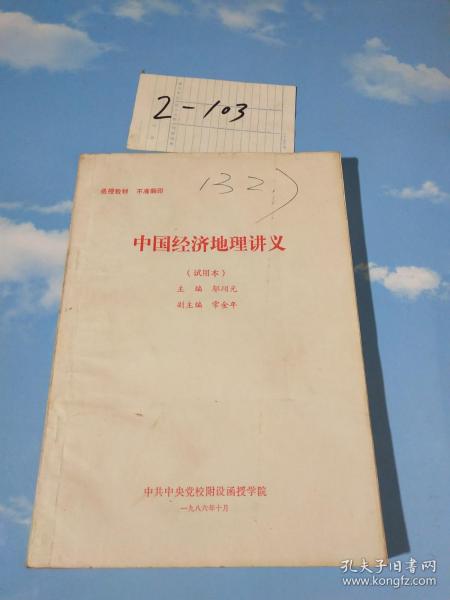 2-103
函授教材 不准翻印
132
中国经济地理讲义
（试用本）
主 编 邬翊光
副主编 常金年
中共中央党校附设函授学院
一九八六年十月
孔夫子旧书网
www.kongfz.com